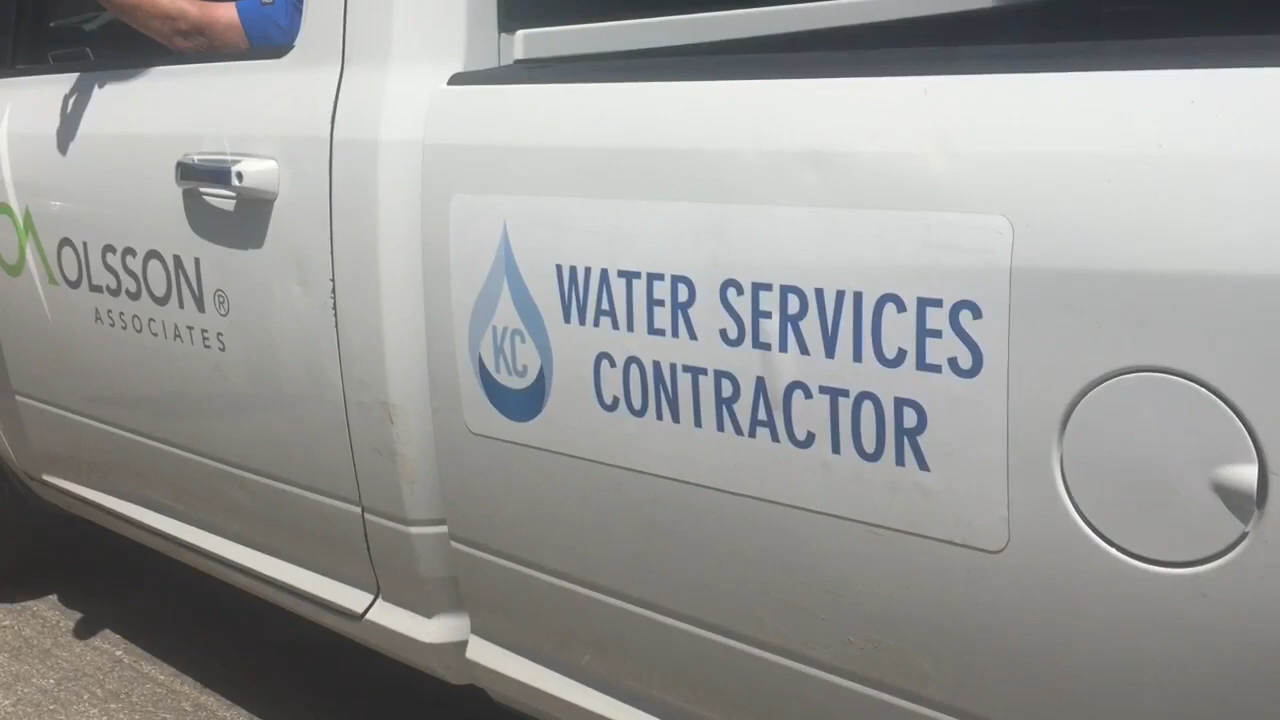 OLSSON ®
ASSOCIATES
KC
WATER SERVICES
CONTRACTOR